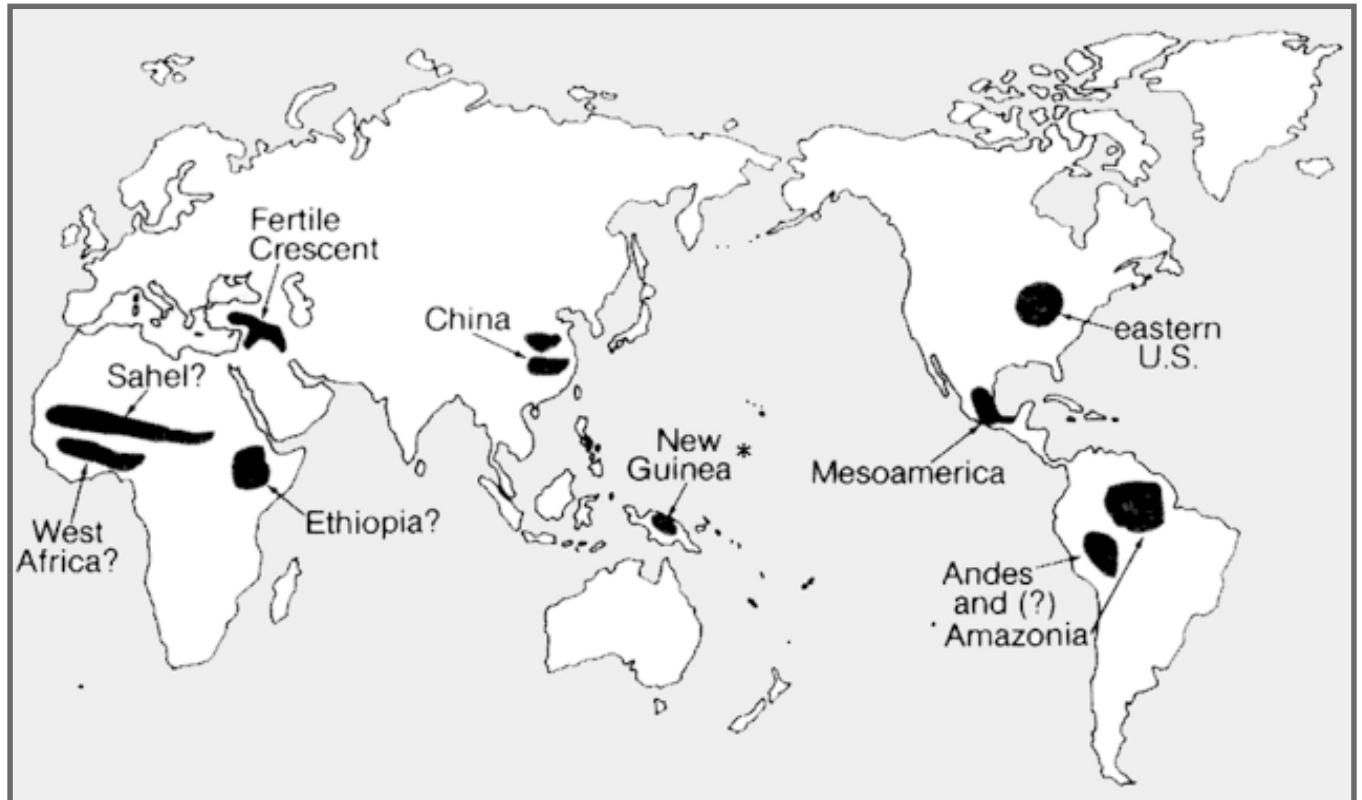 Fertile
Crescent
China
Sahel?
eastern
U.S.
New
Guinea *
Mesoamerica
West
Africa?
Ethiopia?
Andes
and (?)
Amazonia